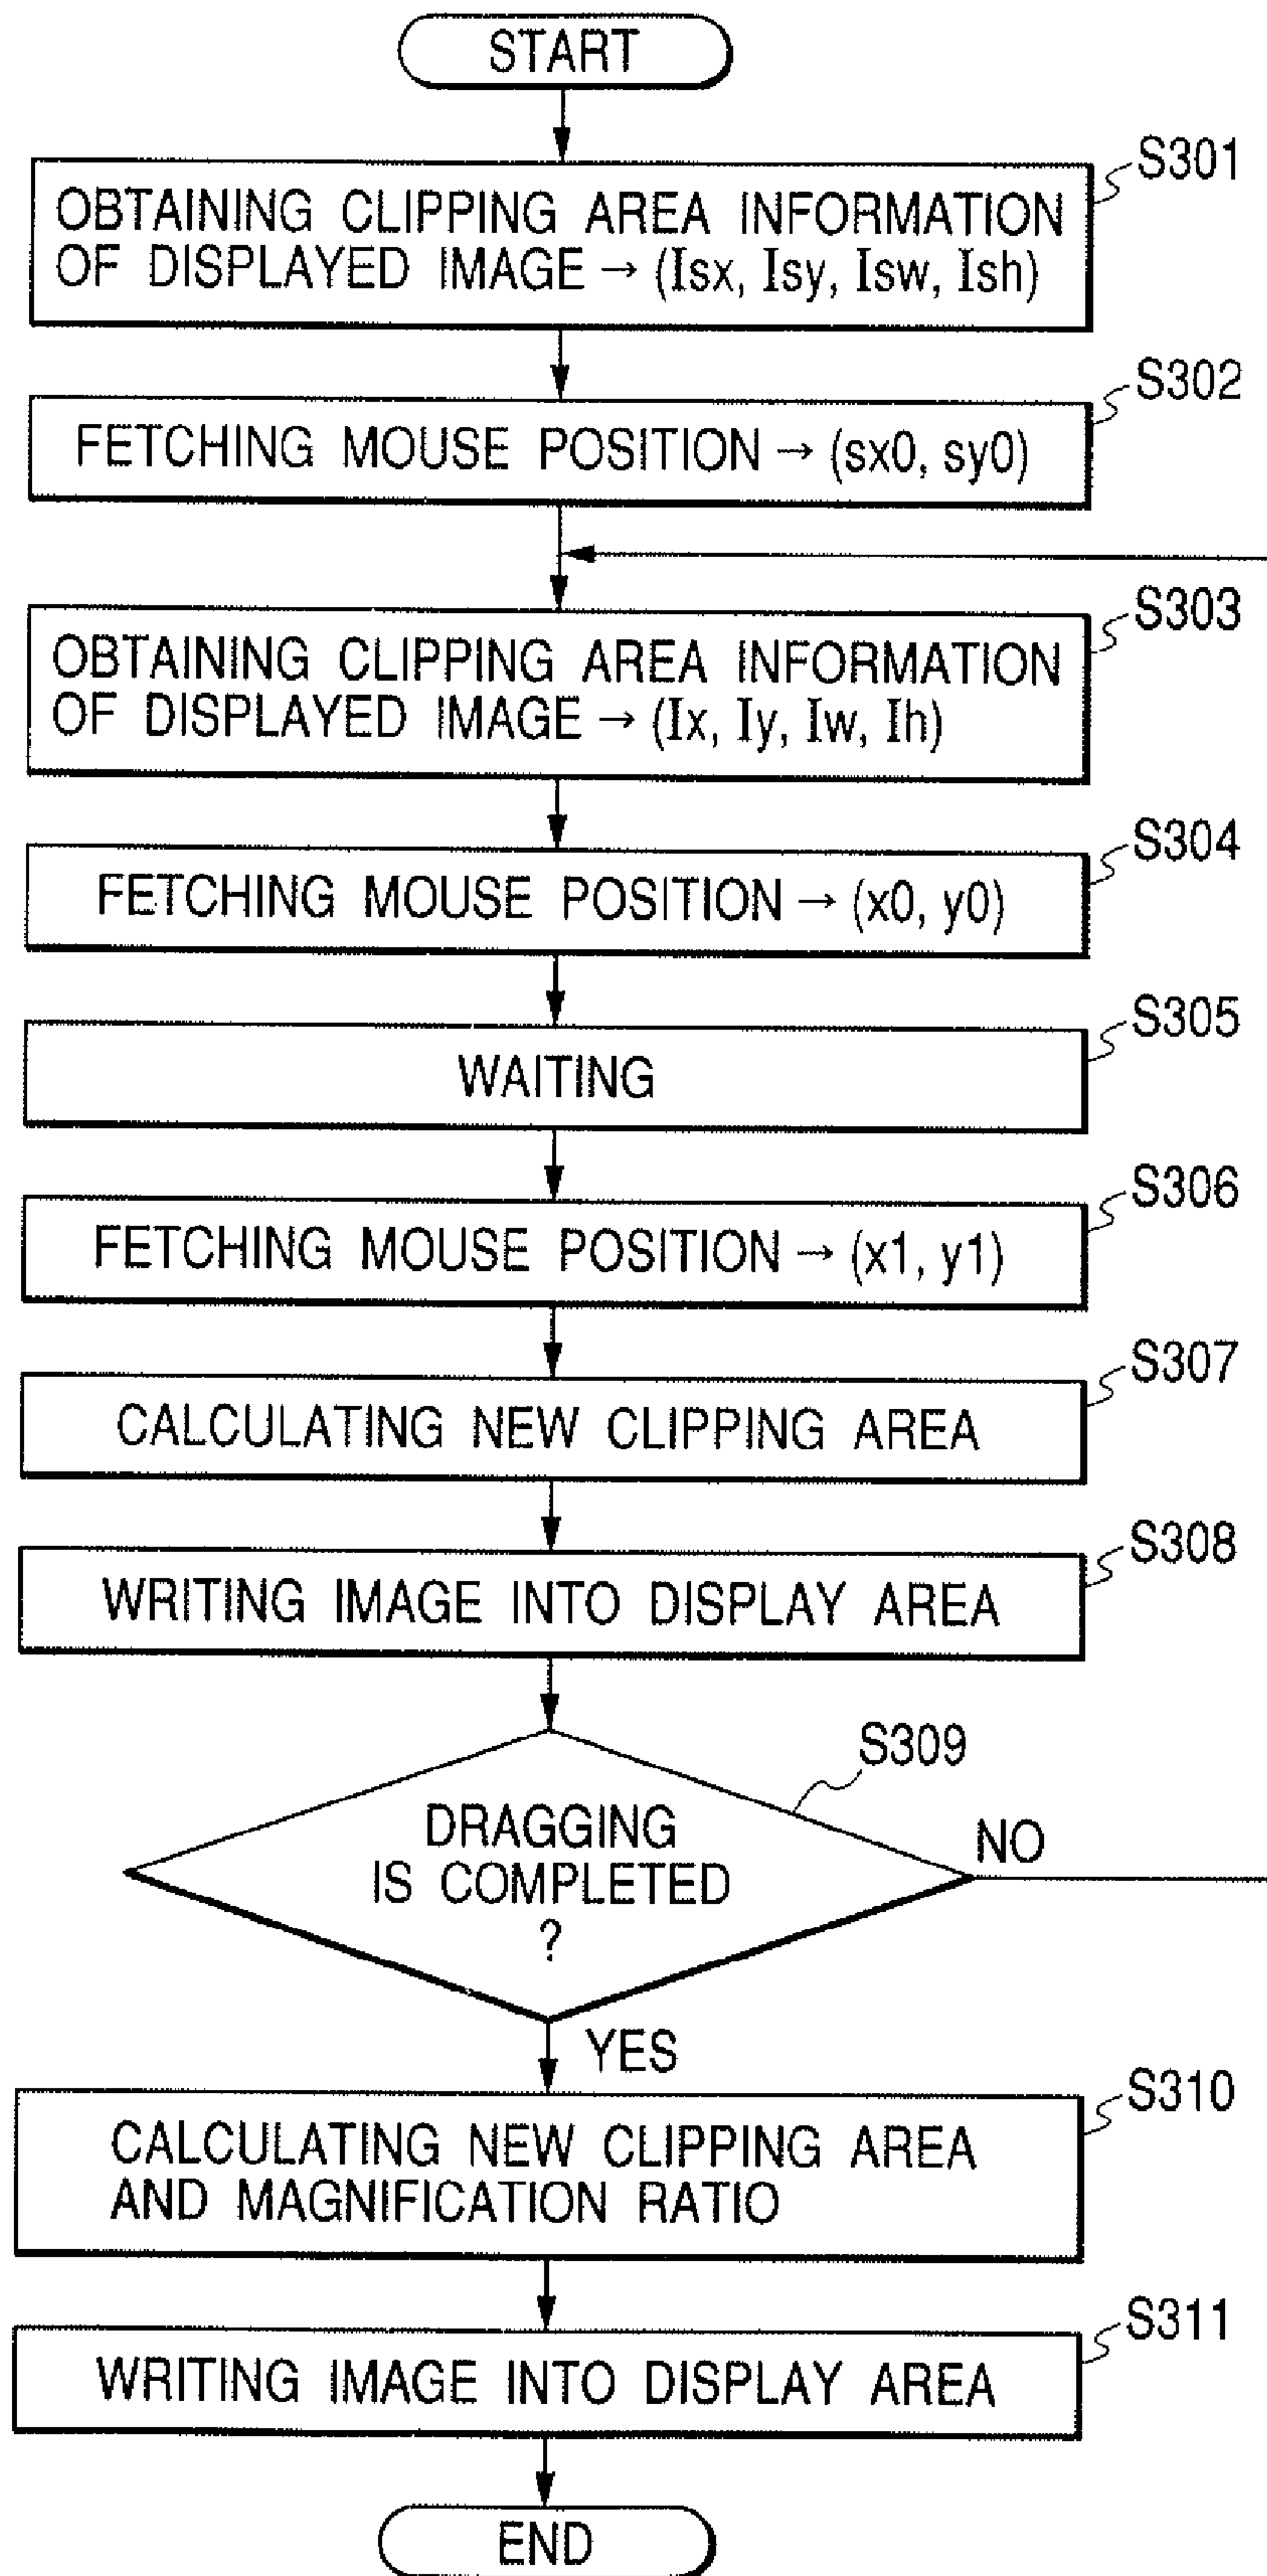 START
S301
OBTAINING CLIPPING AREA INFORMATION
OF DISPLAYED IMAGE → (Isx, Isy, Isw, Ish)
S302
FETCHING MOUSE POSITION → (sx0, sy0)
S303
OBTAINING CLIPPING AREA INFORMATION
OF DISPLAYED IMAGE → (Ix, Iy, Iw, Ih)
S304
FETCHING MOUSE POSITION → (x0, y0)
S305
WAITING
S306
FETCHING MOUSE POSITION → (x1, y1)
S307
CALCULATING NEW CLIPPING AREA
S308
WRITING IMAGE INTO DISPLAY AREA
S309
DRAGGING
IS COMPLETED
?
NO
YES
S310
CALCULATING NEW CLIPPING AREA
AND MAGNIFICATION RATIO
S311
WRITING IMAGE INTO DISPLAY AREA
END